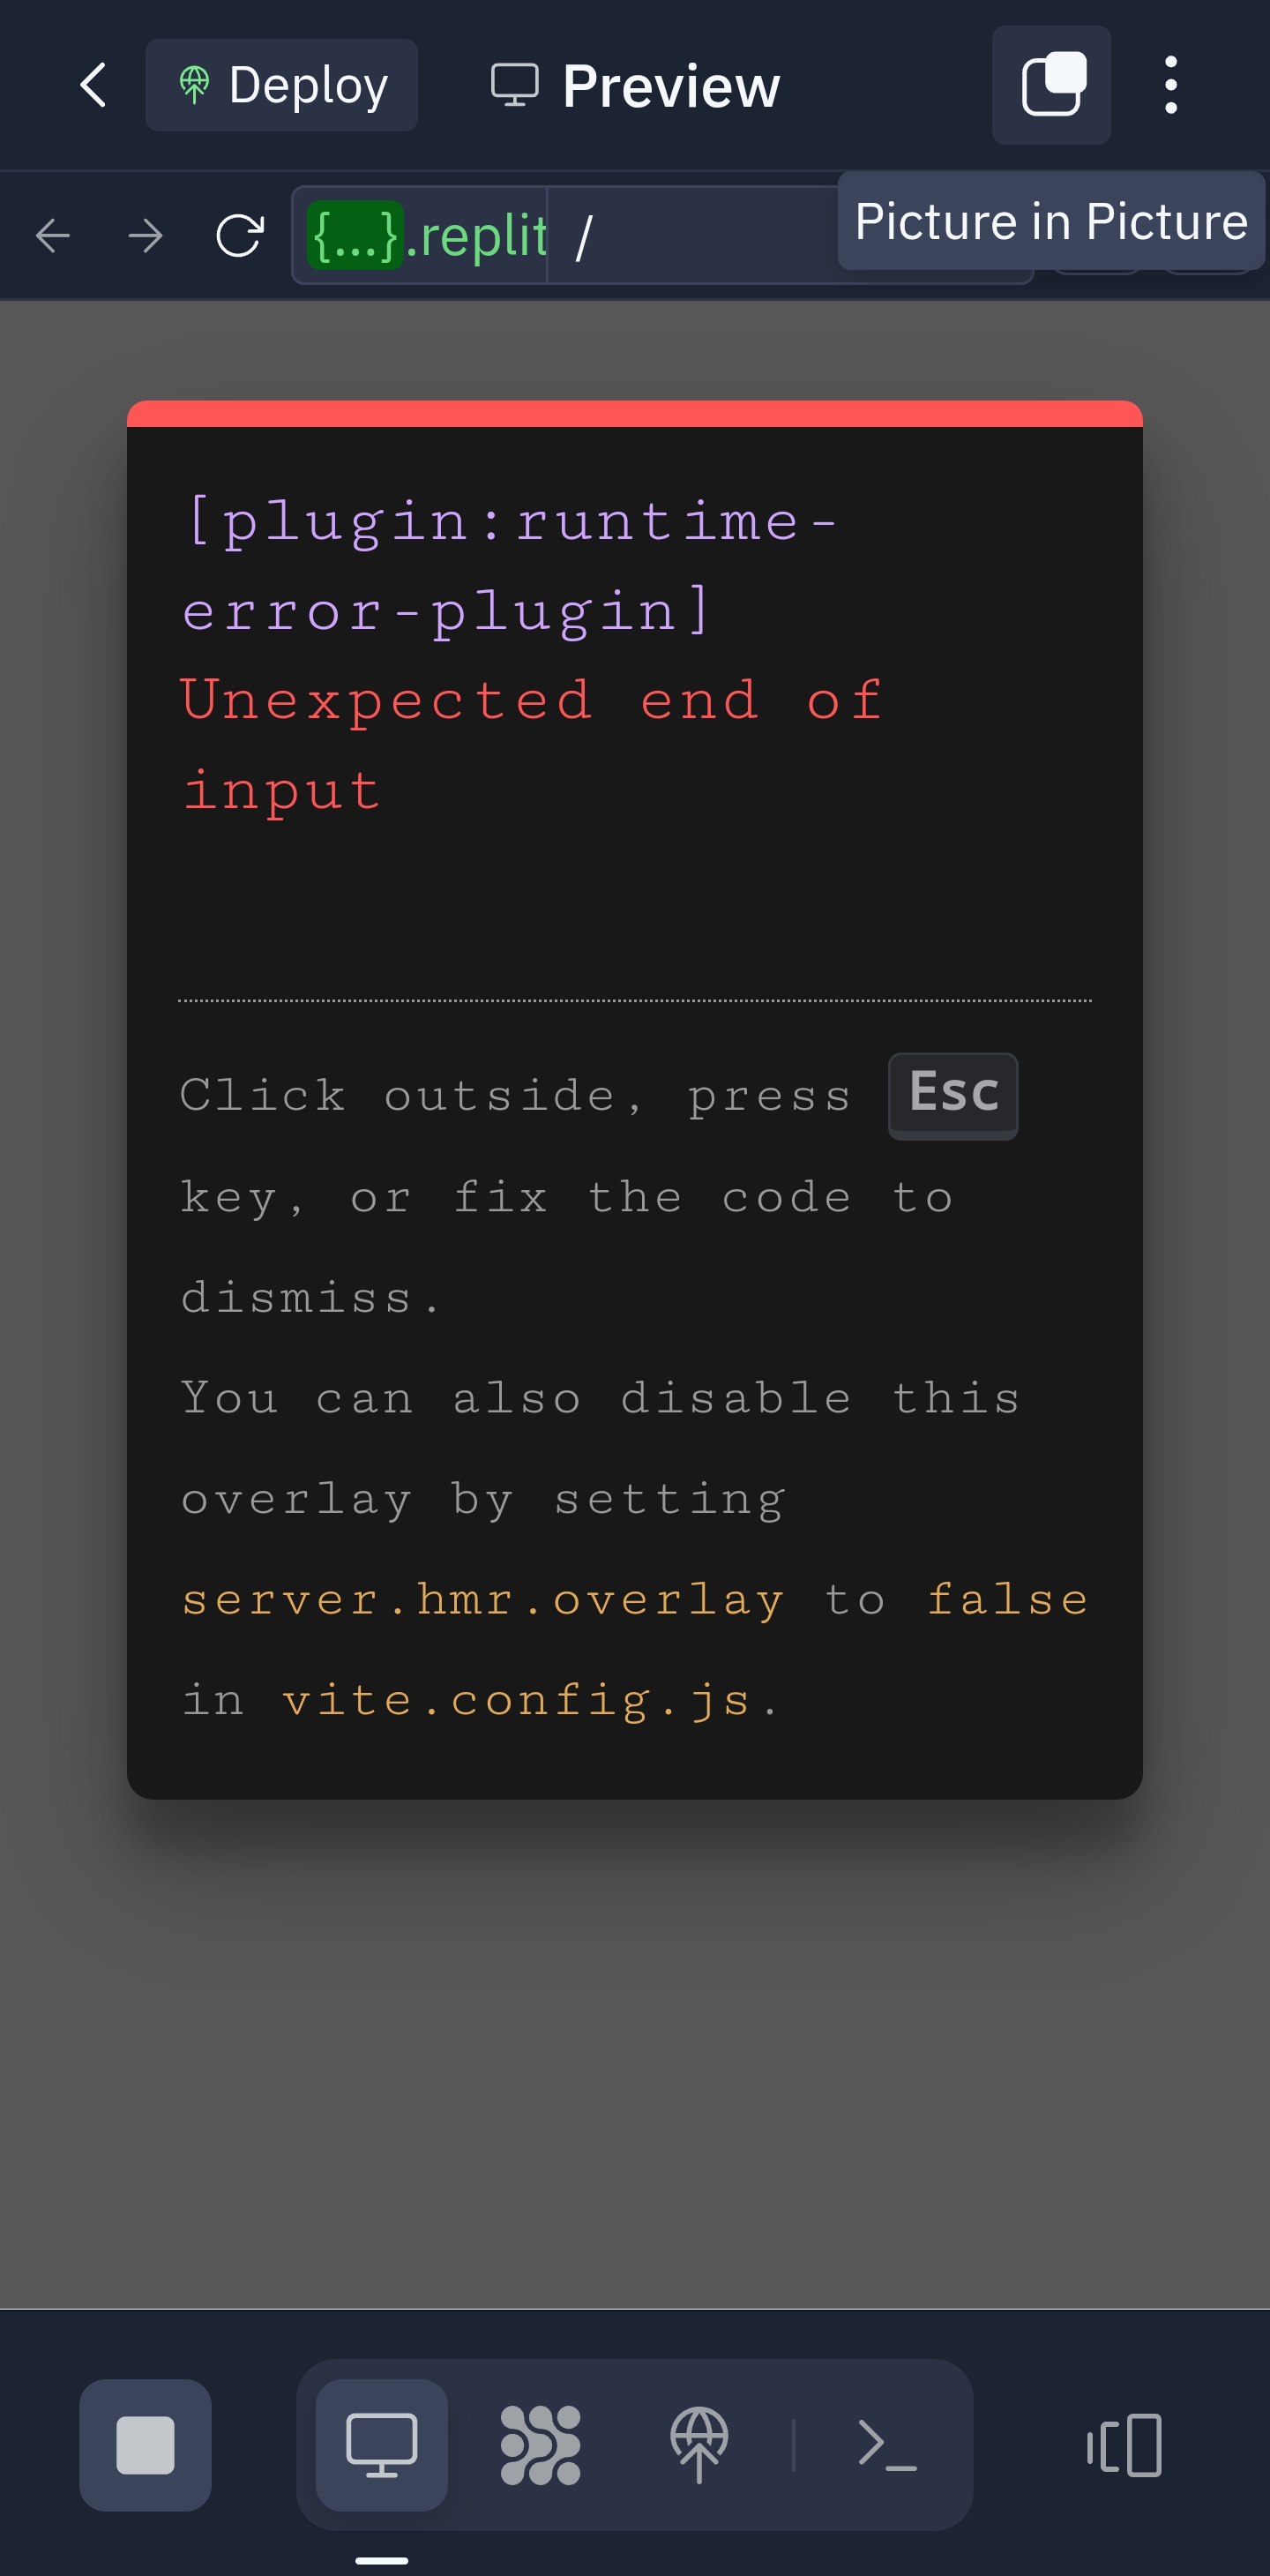 Deploy
Preview
{...}.replit
/
Picture in Picture
[plugin:runtime-
error-plugin]
Unexpected end of
input
Click outside, press Esc
key, or fix the code to
dismiss.
You can also disable this
overlay by setting
server.hmr.overlay to false
in vite.config.js.